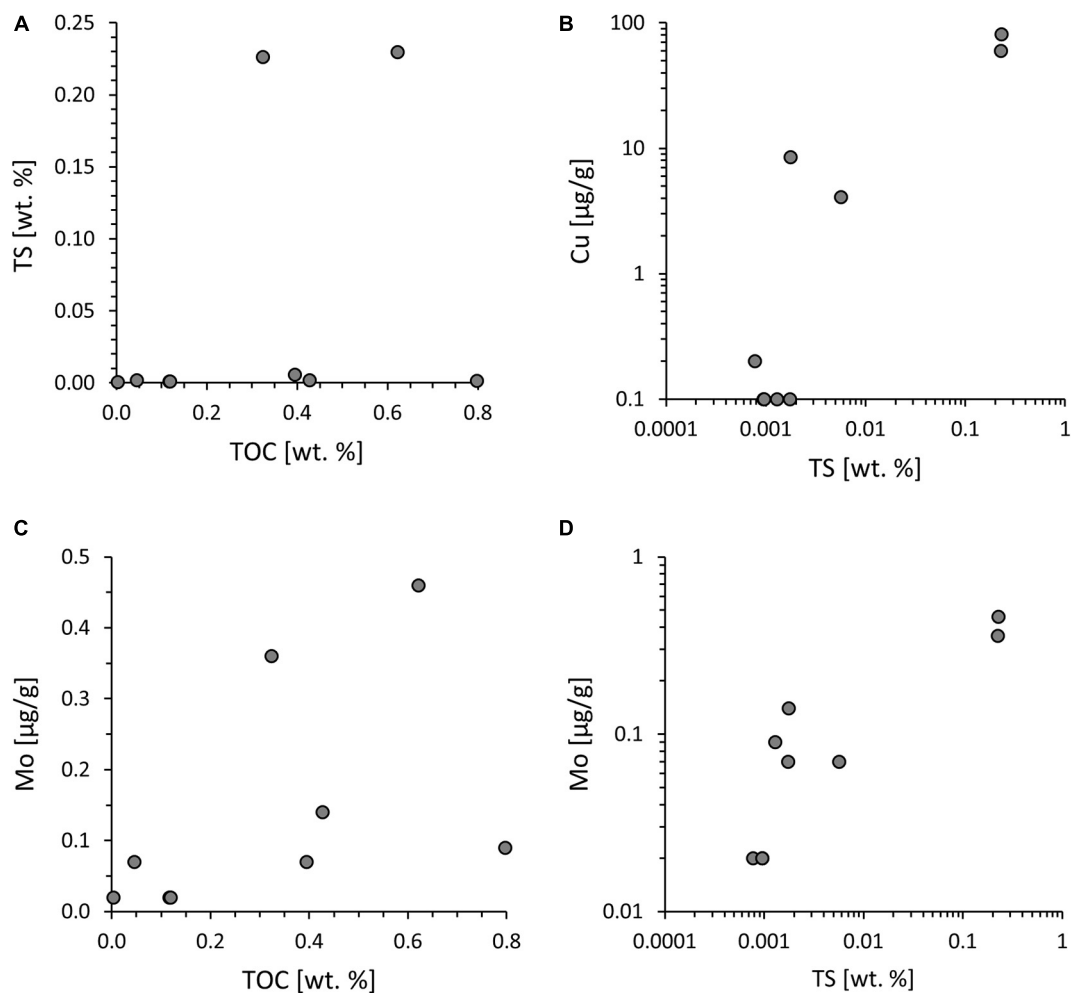 A
0.25
0.20
0.15
0.10
0.05
0.00
TS [wt. %]
0.0 0.2 0.4 0.6 0.8
TOC [wt. %]
B
100
10
1
0.1
Cu [µg/g]
0.0001 0.001 0.01 0.1 1
TS [wt. %]
C
0.5
0.4
0.3
0.2
0.1
0.0
Mo [µg/g]
0.0 0.2 0.4 0.6 0.8
TOC [wt. %]
D
1
0.1
0.01
Mo [µg/g]
0.0001 0.001 0.01 0.1 1
TS [wt. %]